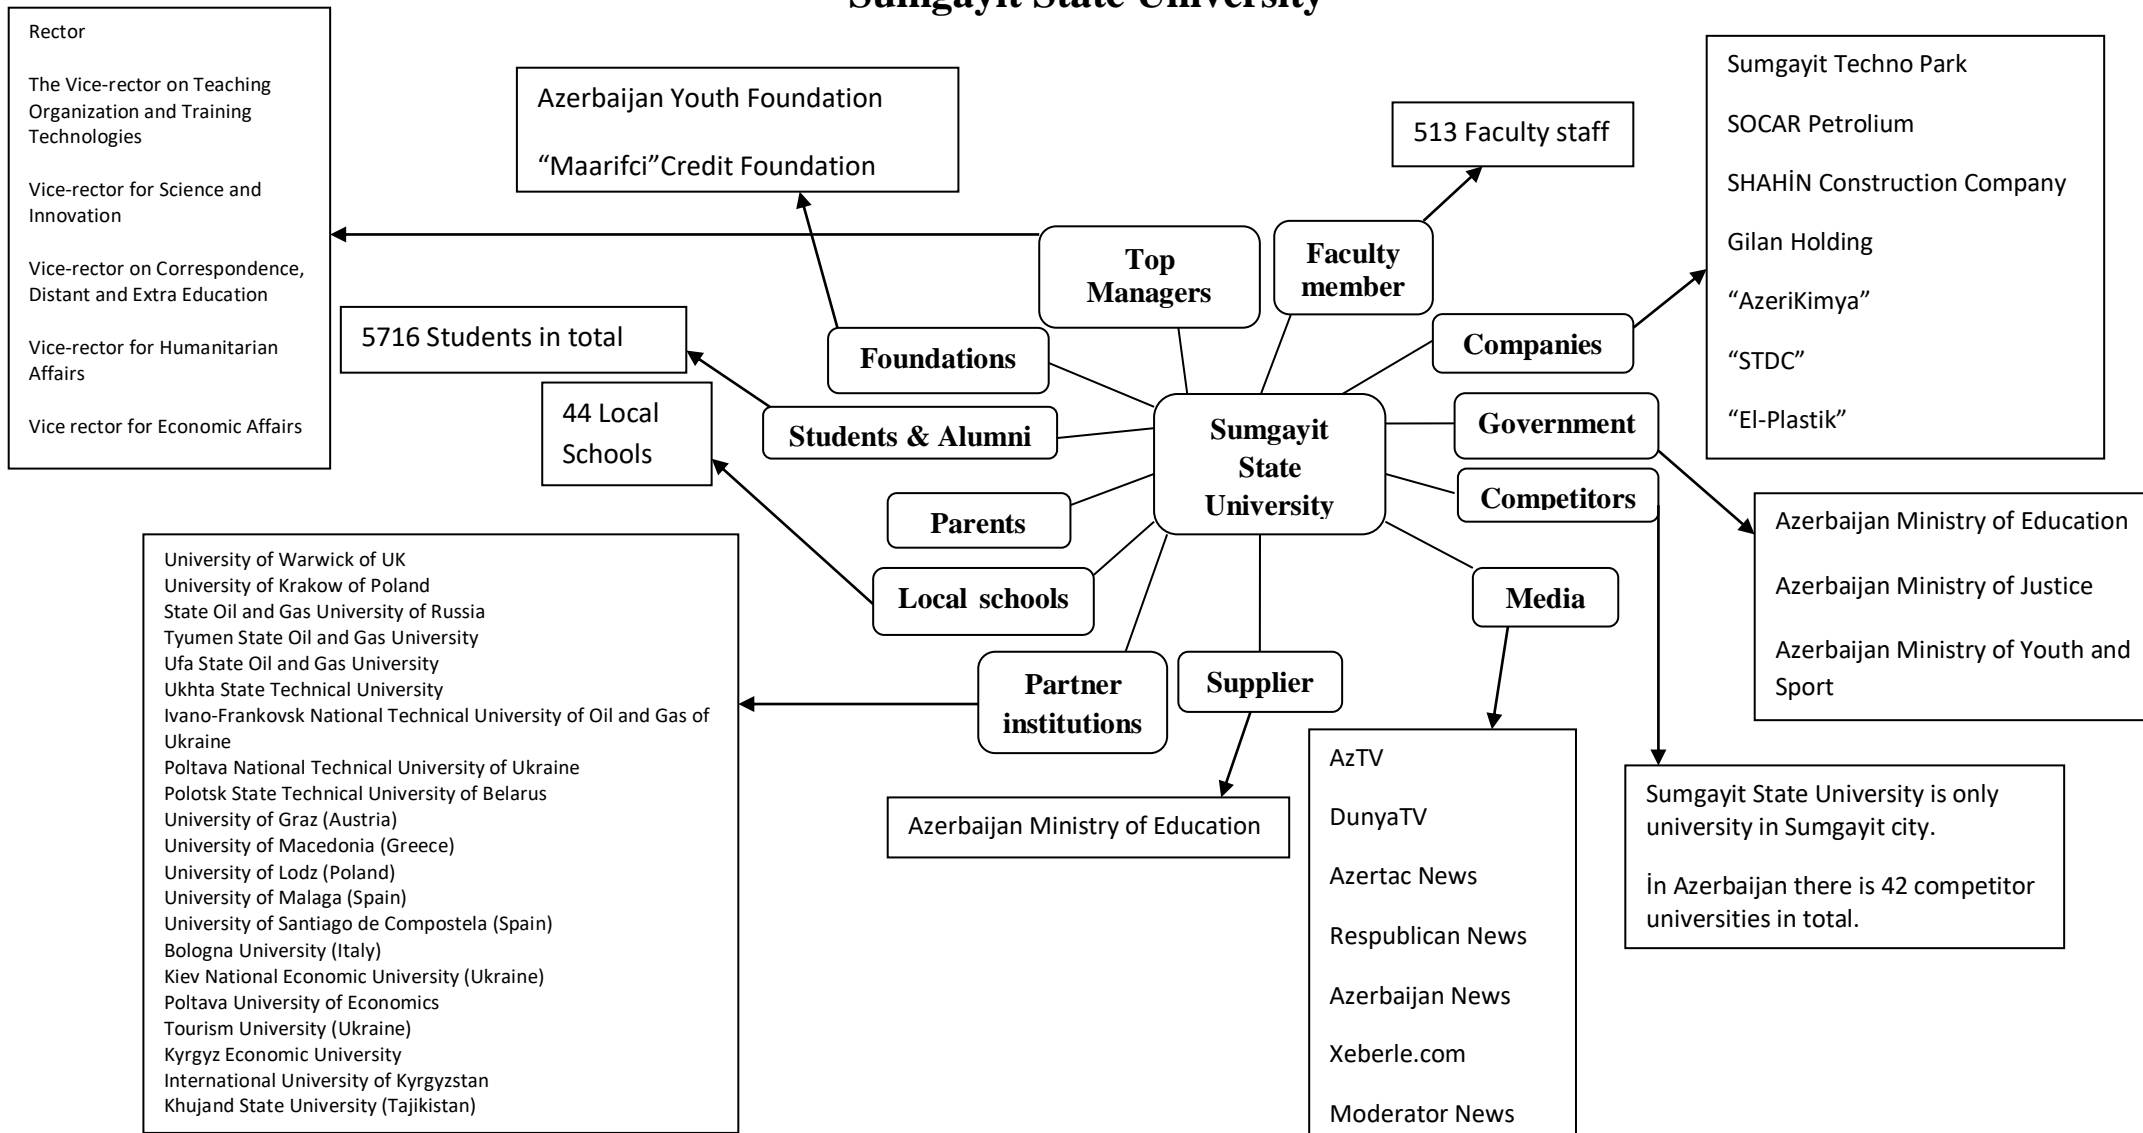 Sumgayit State University
Rector
The Vice-rector on Teaching
Organization and Training
Technologies
Vice-rector for Science and
Innovation
Vice-rector on Correspondence,
Distant and Extra Education
Vice-rector for Humanitarian
Affairs
Vice rector for Economic Affairs
Azerbaijan Youth Foundation
“Maarifci”Credit Foundation
513 Faculty staff
Sumgayit Techno Park
SOCAR Petrolium
SHAHİN Construction Company
Gilan Holding
“AzeriKimya”
“STDC”
“El-Plastik”
Top
Managers
Faculty
member
Companies
Foundations
5716 Students in total
44 Local
Schools
Students & Alumni
Sumgayit
State
University
Government
Competitors
Parents
Local schools
Media
Partner
institutions
Supplier
Azerbaijan Ministry of Education
Azerbaijan Ministry of Justice
Azerbaijan Ministry of Youth and
Sport
University of Warwick of UK
University of Krakow of Poland
State Oil and Gas University of Russia
Tyumen State Oil and Gas University
Ufa State Oil and Gas University
Ukhta State Technical University
Ivano-Frankovsk National Technical University of Oil and Gas of
Ukraine
Poltava National Technical University of Ukraine
Polotsk State Technical University of Belarus
University of Graz (Austria)
University of Macedonia (Greece)
University of Lodz (Poland)
University of Malaga (Spain)
University of Santiago de Compostela (Spain)
Bologna University (Italy)
Kiev National Economic University (Ukraine)
Poltava University of Economics
Tourism University (Ukraine)
Kyrgyz Economic University
International University of Kyrgyzstan
Khujand State University (Tajikistan)
Azerbaijan Ministry of Education
AzTV
DunyaTV
Azertac News
Respublican News
Azerbaijan News
Xeberle.com
Moderator News
Sumgayit State University is only
university in Sumgayit city.
İn Azerbaijan there is 42 competitor
universities in total.